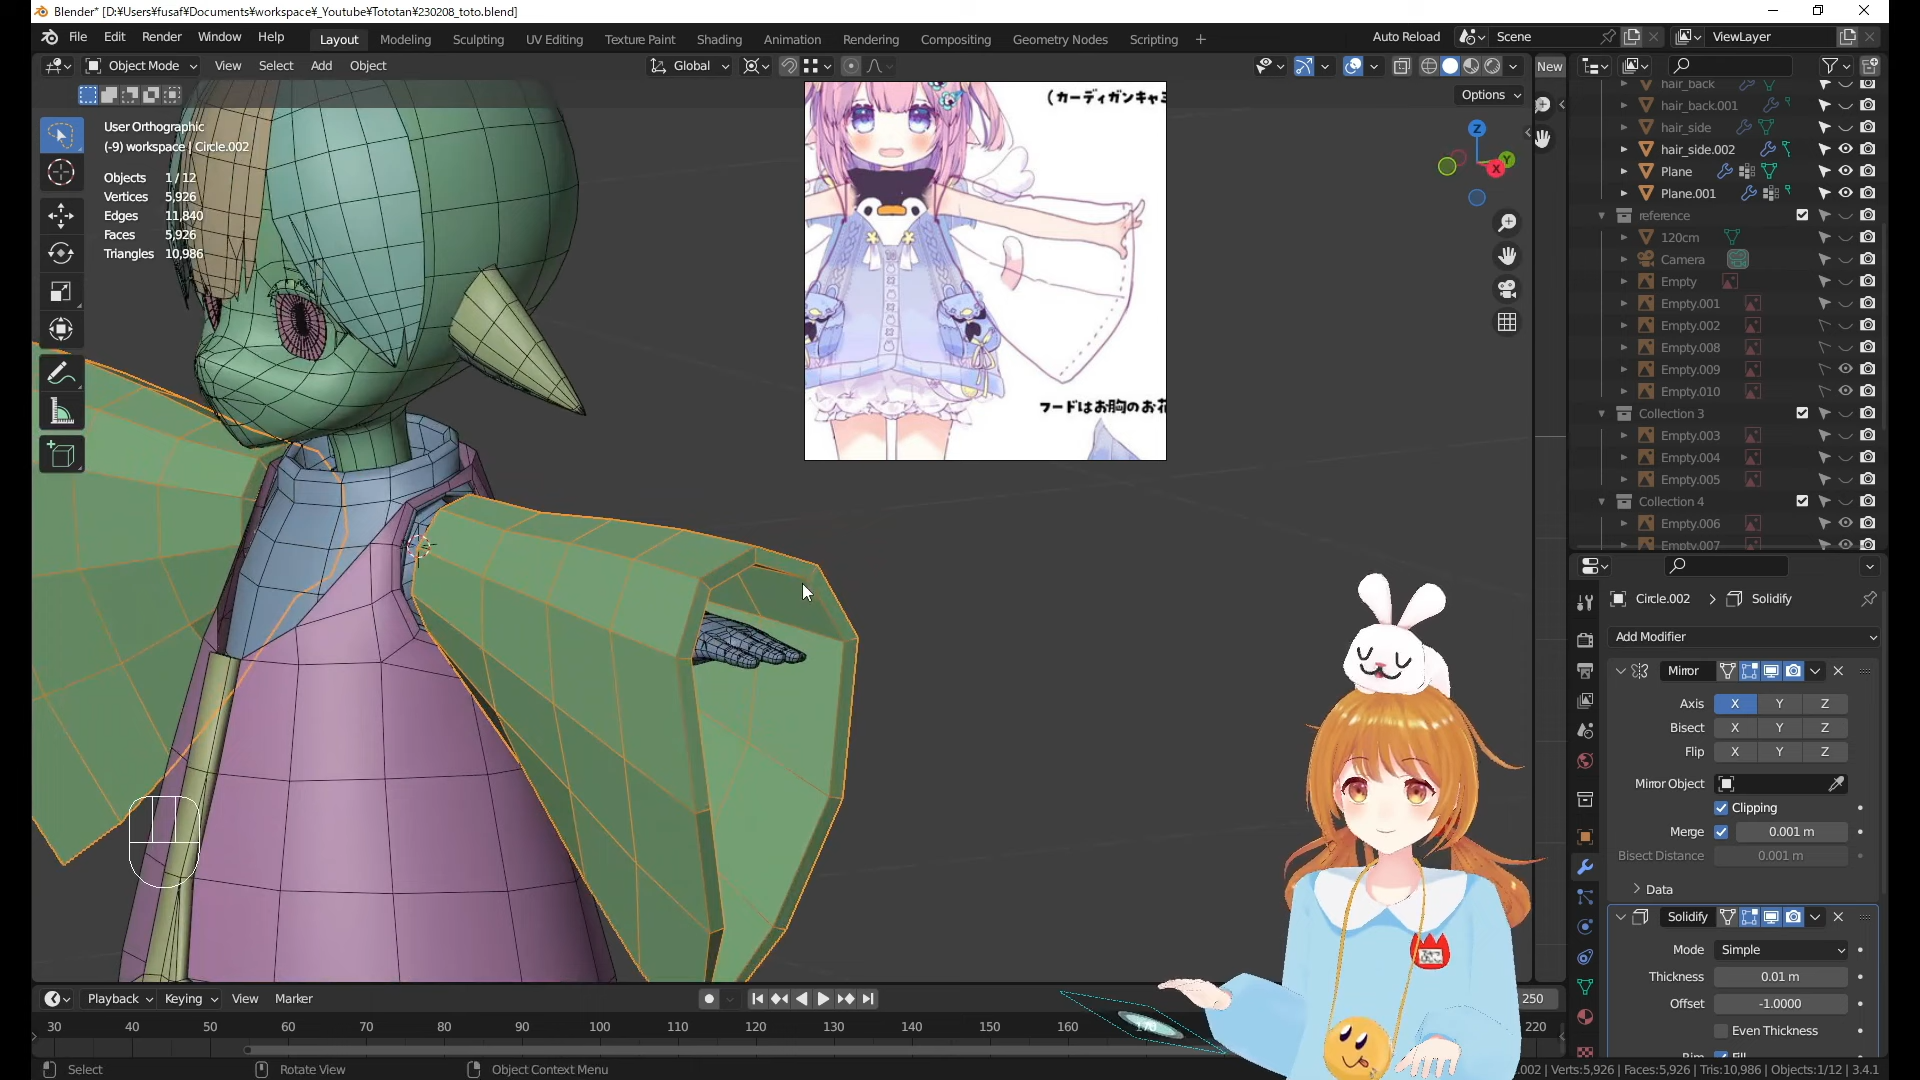 Blender* [D:¥Users¥fusaf¥Documents¥workspace¥_Youtube¥Tototan¥230208_toto.blend]
File Edit Render Window Help Layout Modeling Sculpting UV Editing Texture Paint Shading Animation Rendering Compositing Geometry Nodes Scripting + Auto Reload Scene ViewLayer
Object Mode View Select Add Object Global New
Options
User Orthographic
(-9) workspace | Circle.002
Objects 1 / 12
Vertices 5,926
Edges 11,840
Faces 5,926
Triangles 10,986
(カーディガンキャミ
フードはお胸のお花
Z
Y
X
hair_back
hair_back.001
hair_side
hair_side.002
Plane
Plane.001
reference
120cm
Camera
Empty
Empty.001
Empty.002
Empty.008
Empty.009
Empty.010
Collection 3
Empty.003
Empty.004
Empty.005
Collection 4
Empty.006
Empty.007
Circle.002 > Solidify
Add Modifier
Mirror
Axis X Y Z
Bisect X Y Z
Flip X Y Z
Mirror Object
Clipping
Merge 0.001 m
Bisect Distance 0.001 m
Data
Solidify
Mode Simple
Thickness 0.01 m
Offset -1.0000
Even Thickness
Rim Fill
Playback Keying View Marker 250
30 40 50 60 70 80 90 100 110 120 130 140 150 160 170 220
Select Rotate View Object Context Menu .002 | Verts:5,926 | Faces:5,926 | Tris:10,986 | Objects:1/12 | 3.4.1